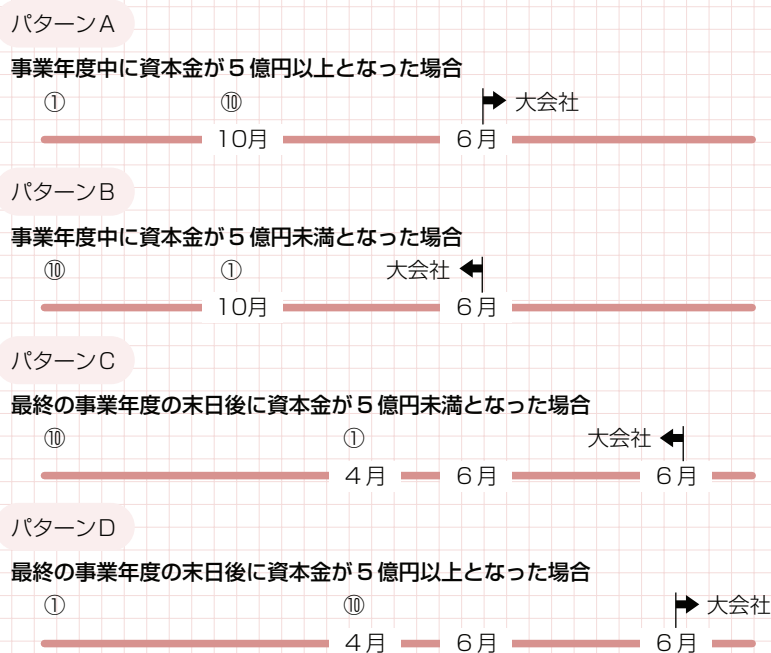 パターンA
事業年度中に資本金が5億円以上となった場合
① ⑩ 大会社
10月 6月
パターンB
事業年度中に資本金が5億円未満となった場合
⑩ ① 大会社
10月 6月
パターンC
最終の事業年度の末日後に資本金が5億円未満となった場合
⑩ ① 大会社
4月 6月 6月
パターンD
最終の事業年度の末日後に資本金が5億円以上となった場合
① ⑩ 大会社
4月 6月 6月